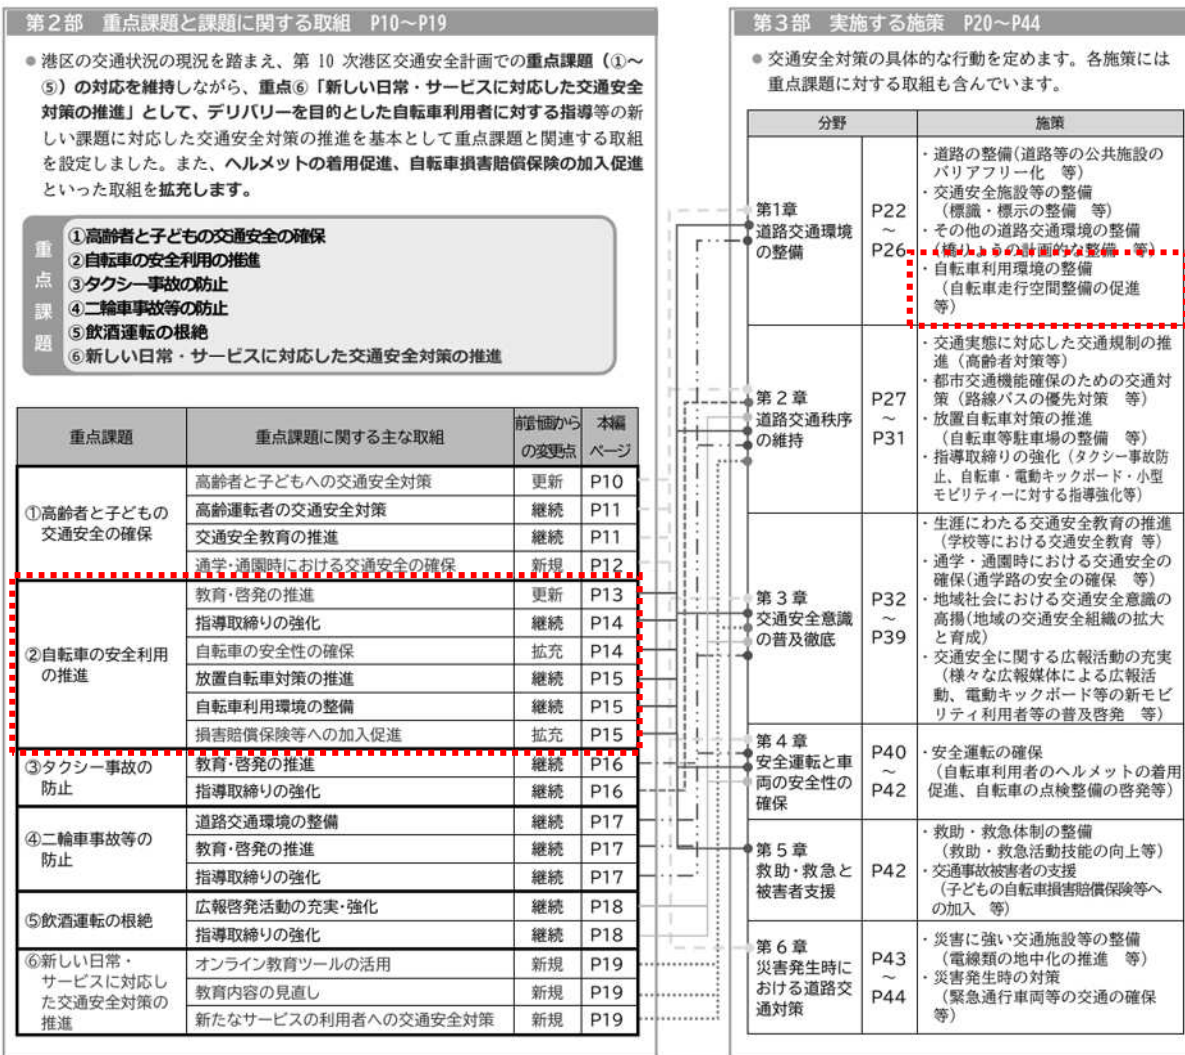 第２部 重点課題と課題に関する取組 P10～P19
● 港区の交通状況の現況を踏まえ、第 10 次港区交通安全計画での重点課題（①～
⑤）の対応を維持しながら、重点⑥「新しい日常・サービスに対応した交通安全
対策の推進」として、デリバリーを目的とした自転車利用者に対する指導等の新
しい課題に対応した交通安全対策の推進を基本として重点課題と関連する取組
を設定しました。また、ヘルメットの着用促進、自転車損害賠償保険の加入促進
といった取組を拡充します。
重点課題
①高齢者と子どもの交通安全の確保
②自転車の安全利用の推進
③タクシー事故の防止
④二輪車事故等の防止
⑤飲酒運転の根絶
⑥新しい日常・サービスに対応した交通安全対策の推進
重点課題 重点課題に関する主な取組 前計画からの変更点 本編ページ
①高齢者と子どもの
交通安全の確保
高齢者と子どもへの交通安全対策 更新 P10
高齢運転者の交通安全対策 継続 P11
交通安全教育の推進 継続 P11
通学・通園時における交通安全の確保 新規 P12
②自転車の安全利用
の推進
教育・啓発の推進 更新 P13
指導取締りの強化 継続 P14
自転車の安全性の確保 拡充 P14
放置自転車対策の推進 継続 P15
自転車利用環境の整備 継続 P15
損害賠償保険等への加入促進 拡充 P15
③タクシー事故の
防止
教育・啓発の推進 継続 P16
指導取締りの強化 継続 P16
④二輪車事故等の
防止
道路交通環境の整備 継続 P17
教育・啓発の推進 継続 P17
指導取締りの強化 継続 P17
⑤飲酒運転の根絶
広報啓発活動の充実・強化 継続 P18
指導取締りの強化 継続 P18
⑥新しい日常・
サービスに対応し
た交通安全対策の
推進
オンライン教育ツールの活用 新規 P19
教育内容の見直し 新規 P19
新たなサービスの利用者への交通安全対策 新規 P19
第３部 実施する施策 P20～P44
● 交通安全対策の具体的な行動を定めます。各施策には
重点課題に対する取組も含んでいます。
分野 施策
第1章
道路交通環境
の整備
P22
～
P26
・道路の整備(道路等の公共施設の
バリアフリー化 等)
・交通安全施設等の整備
（標識・標示の整備 等)
・その他の道路交通環境の整備
（橋りょうの計画的な整備 等)
・自転車利用環境の整備
（自転車走行空間整備の促進
等)
第２章
道路交通秩序
の維持
P27
～
P31
・交通実態に対応した交通規制の推
進（高齢者対策等）
・都市交通機能確保のための交通対
策（路線バスの優先対策 等)
・放置自転車対策の推進
（自転車等駐車場の整備 等)
・指導取締りの強化（タクシー事故防
止、自転車・電動キックボード・小型
モビリティーに対する指導強化等）
第３章
交通安全意識
の普及徹底
P32
～
P39
・生涯にわたる交通安全教育の推進
（学校等における交通安全教育 等)
・通学・通園時における交通安全の
確保(通学路の安全の確保 等)
・地域社会における交通安全意識の
高揚(地域の交通安全組織の拡大
と育成)
・交通安全に関する広報活動の充実
（様々な広報媒体による広報活
動、電動キックボード等の新モビ
リティ利用者等の普及啓発 等)
第４章
安全運転と車
両の安全性の
確保
P40
～
P42
・安全運転の確保
（自転車利用者のヘルメットの着用
促進、自転車の点検整備の啓発等)
第５章
救助・救急と
被害者支援
P42
・救助・救急体制の整備
（救助・救急活動技能の向上等)
・交通事故被害者の支援
（子どもの自転車損害賠償保険等へ
の加入 等)
第６章
災害発生時に
おける道路交
通対策
P43
～
P44
・災害に強い交通施設等の整備
（電線類の地中化の推進 等)
・災害発生時の対策
（緊急通行車両等の交通の確保
等)